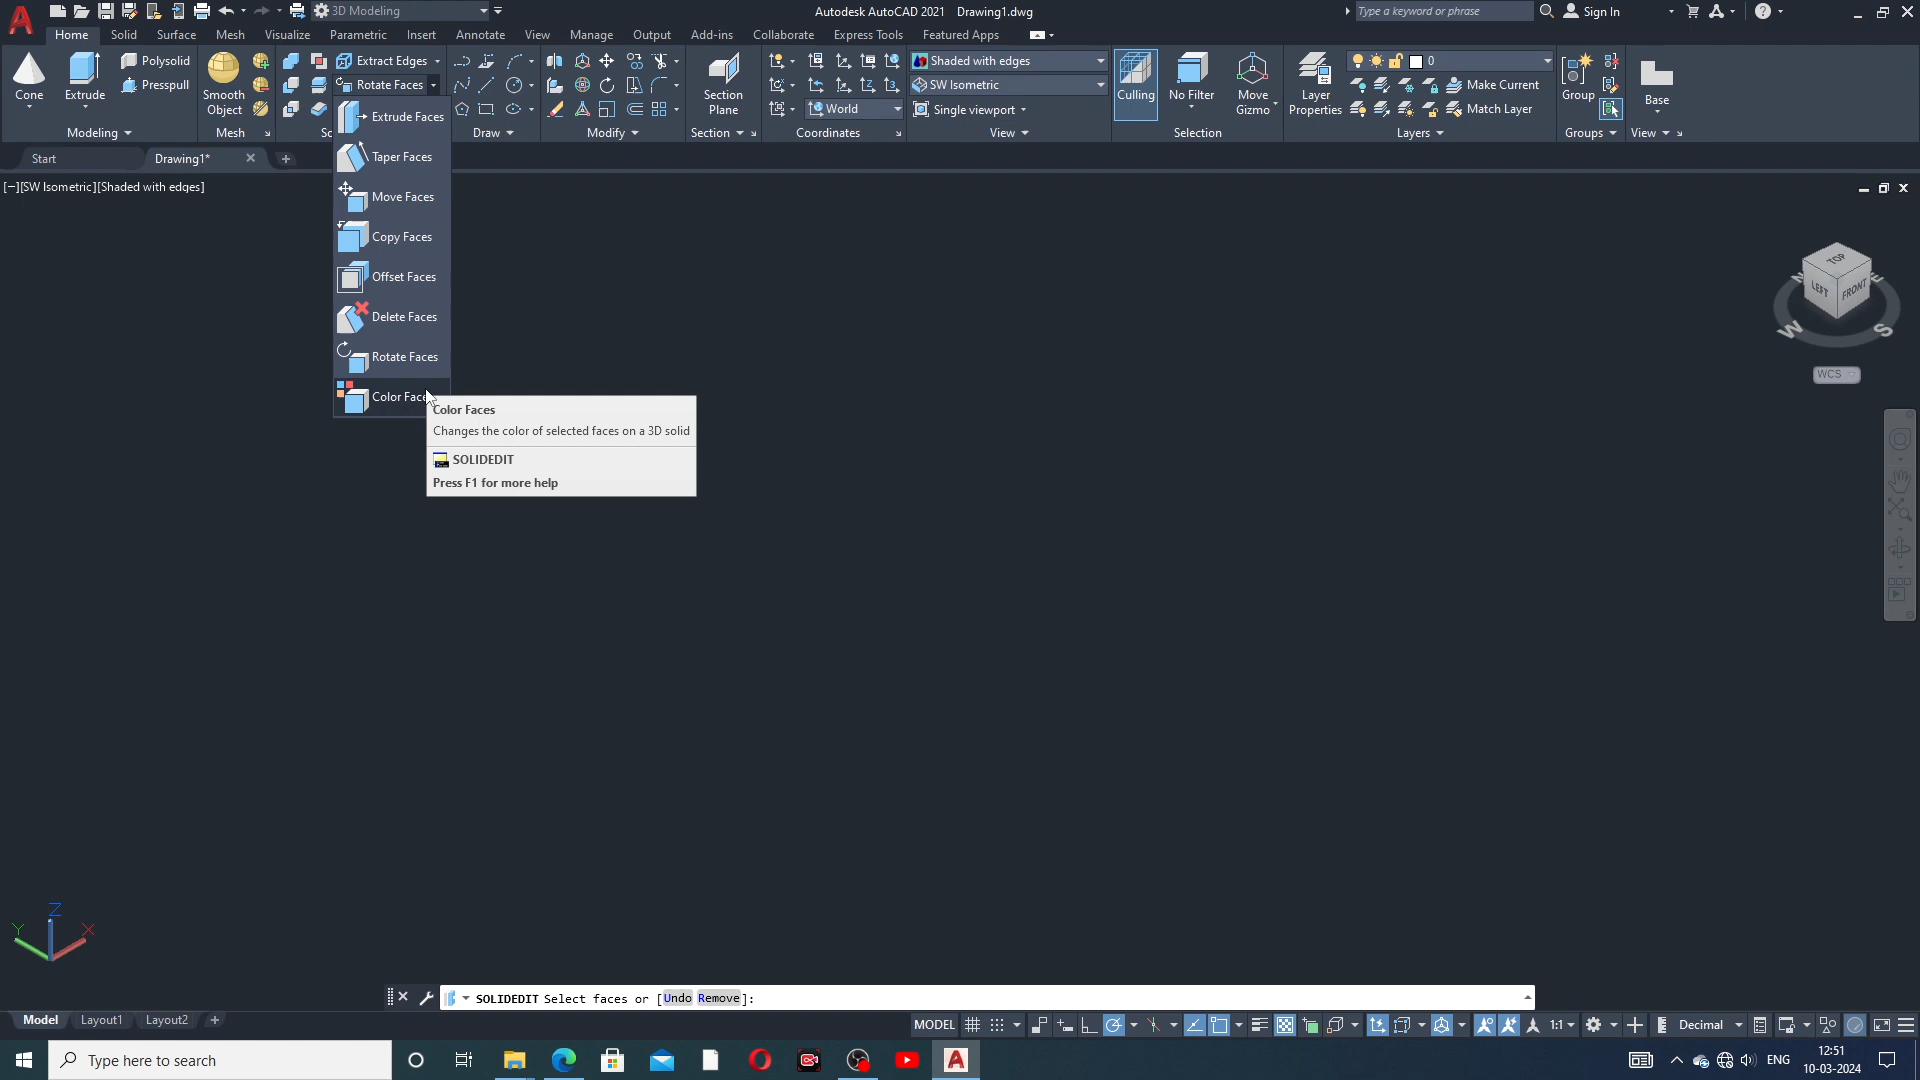 3D Modeling
Autodesk AutoCAD 2021 Drawing1.dwg
Type a keyword or phrase
Sign In
Home Solid Surface Mesh Visualize Parametric Insert Annotate View Manage Output Add-ins Collaborate Express Tools Featured Apps
Cone
Extrude
Polysolid
Presspull
Smooth
Object
Extract Edges
Rotate Faces
Section
Plane
World
Shaded with edges
SW Isometric
Single viewport
Culling
No Filter
Move
Gizmo
Layer
Properties
0
Make Current
Match Layer
Group
Base
Modeling
Mesh
Draw
Modify
Section
Coordinates
View
Selection
Layers
Groups
View
Start
Drawing1*
[−][SW Isometric][Shaded with edges]
Extrude Faces
Taper Faces
Move Faces
Copy Faces
Offset Faces
Delete Faces
Rotate Faces
Color Faces
Changes the color of selected faces on a 3D solid
SOLIDEDIT
Press F1 for more help
TOP
LEFT
FRONT
N
E
W
S
WCS
Z
Y
X
SOLIDEDIT Select faces or [Undo Remove]:
Model Layout1 Layout2
MODEL
1:1
Decimal
Type here to search
ENG
12:51
10-03-2024